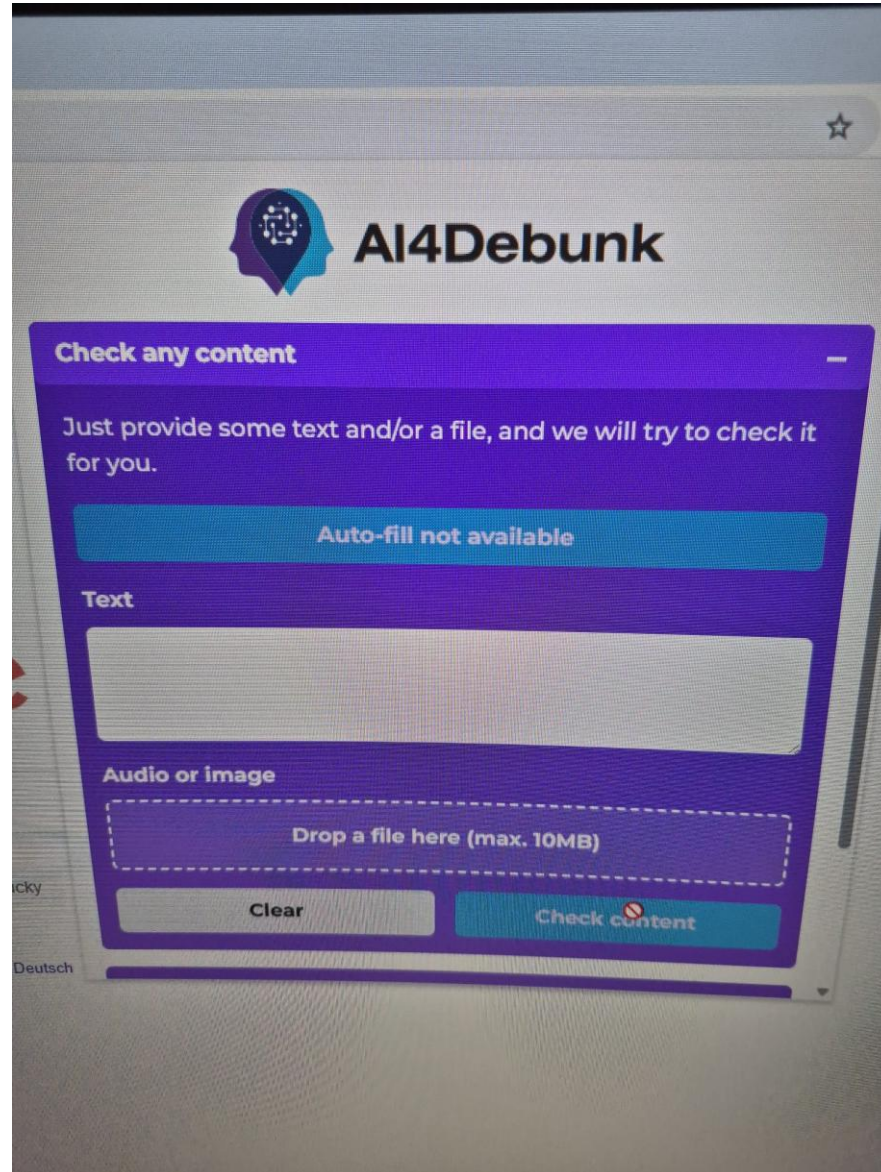 AI4Debunk
Check any content
Just provide some text and/or a file, and we will try to check it
for you.
Auto-fill not available
Text
Audio or image
Drop a file here (max. 10MB)
Clear
Check content
Deutsch